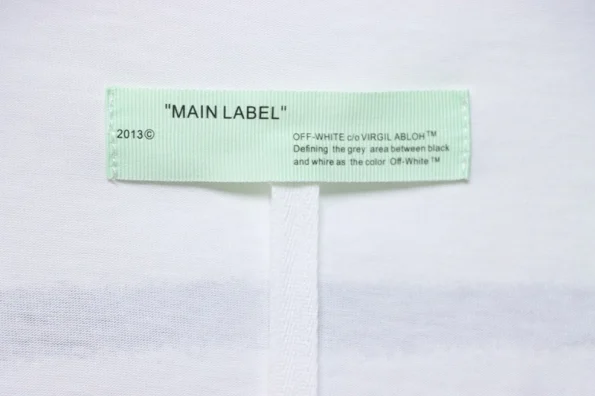 "MAIN LABEL"
2013©
OFF-WHITE c/o VIRGIL ABLOH™
Defining the grey area between black
and whire as the color Off-White™